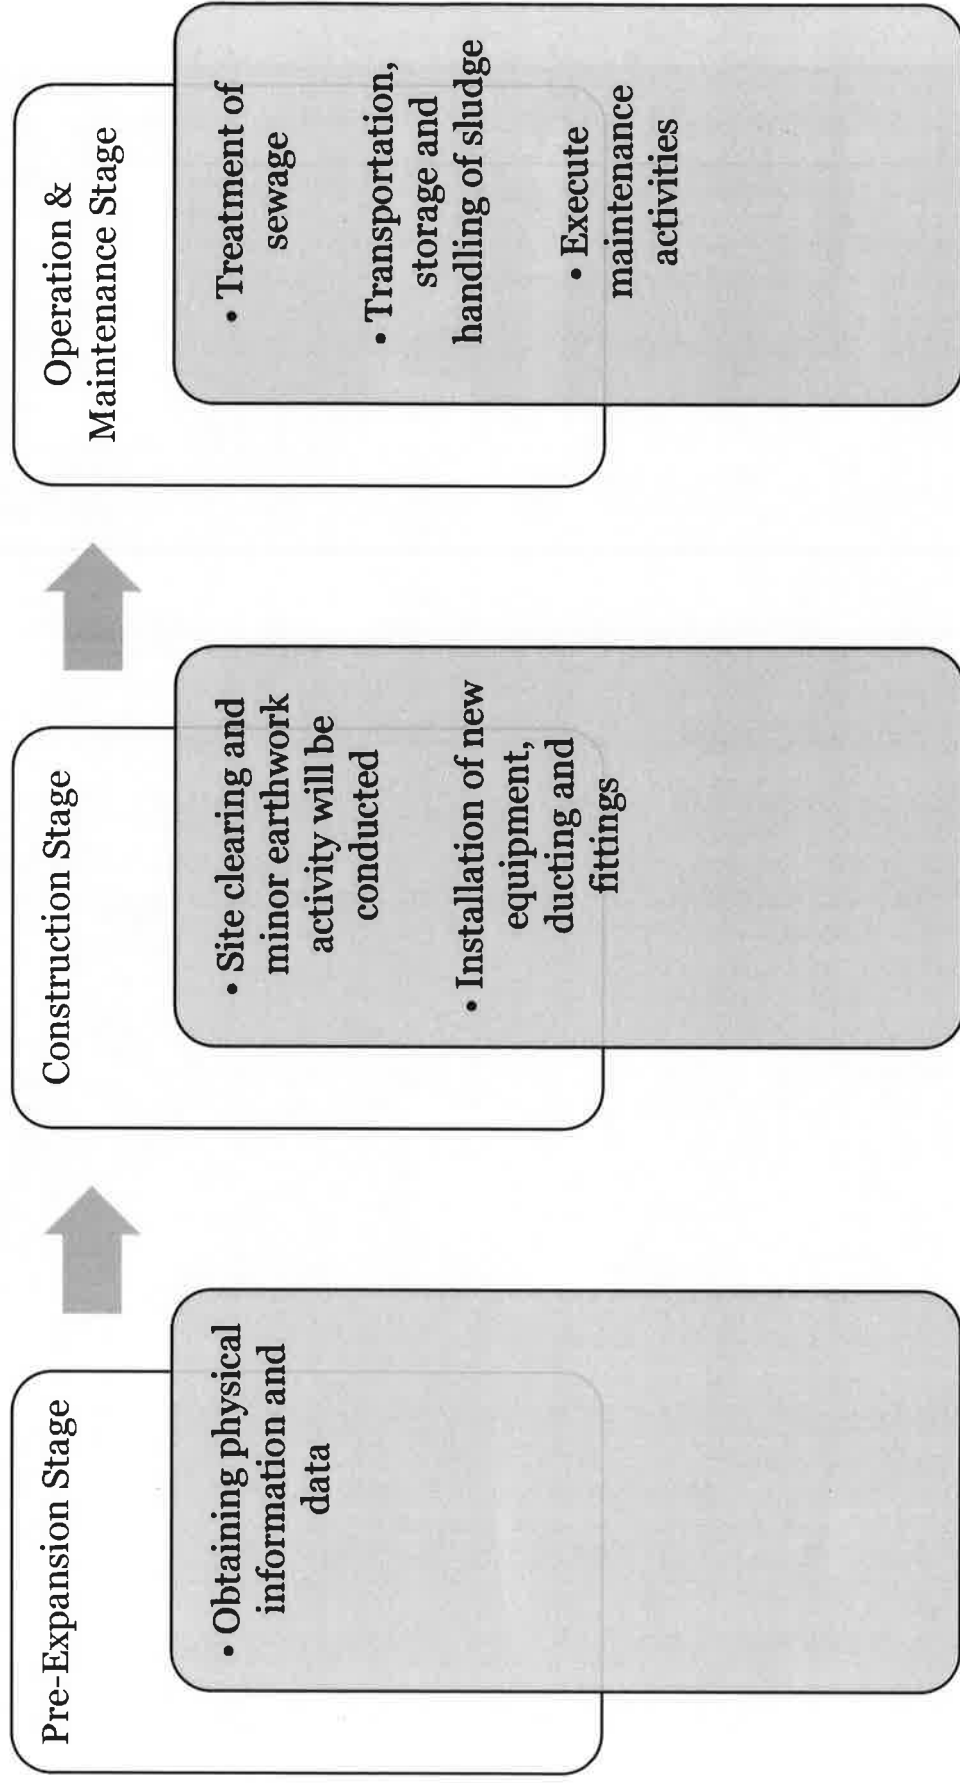 Pre-Expansion Stage
• Obtaining physical
information and
data
Construction Stage
• Site clearing and
minor earthwork
activity will be
conducted
• Installation of new
equipment,
ducting and
fittings
Operation &
Maintenance Stage
• Treatment of
sewage
• Transportation,
storage and
handling of sludge
• Execute
maintenance
activities